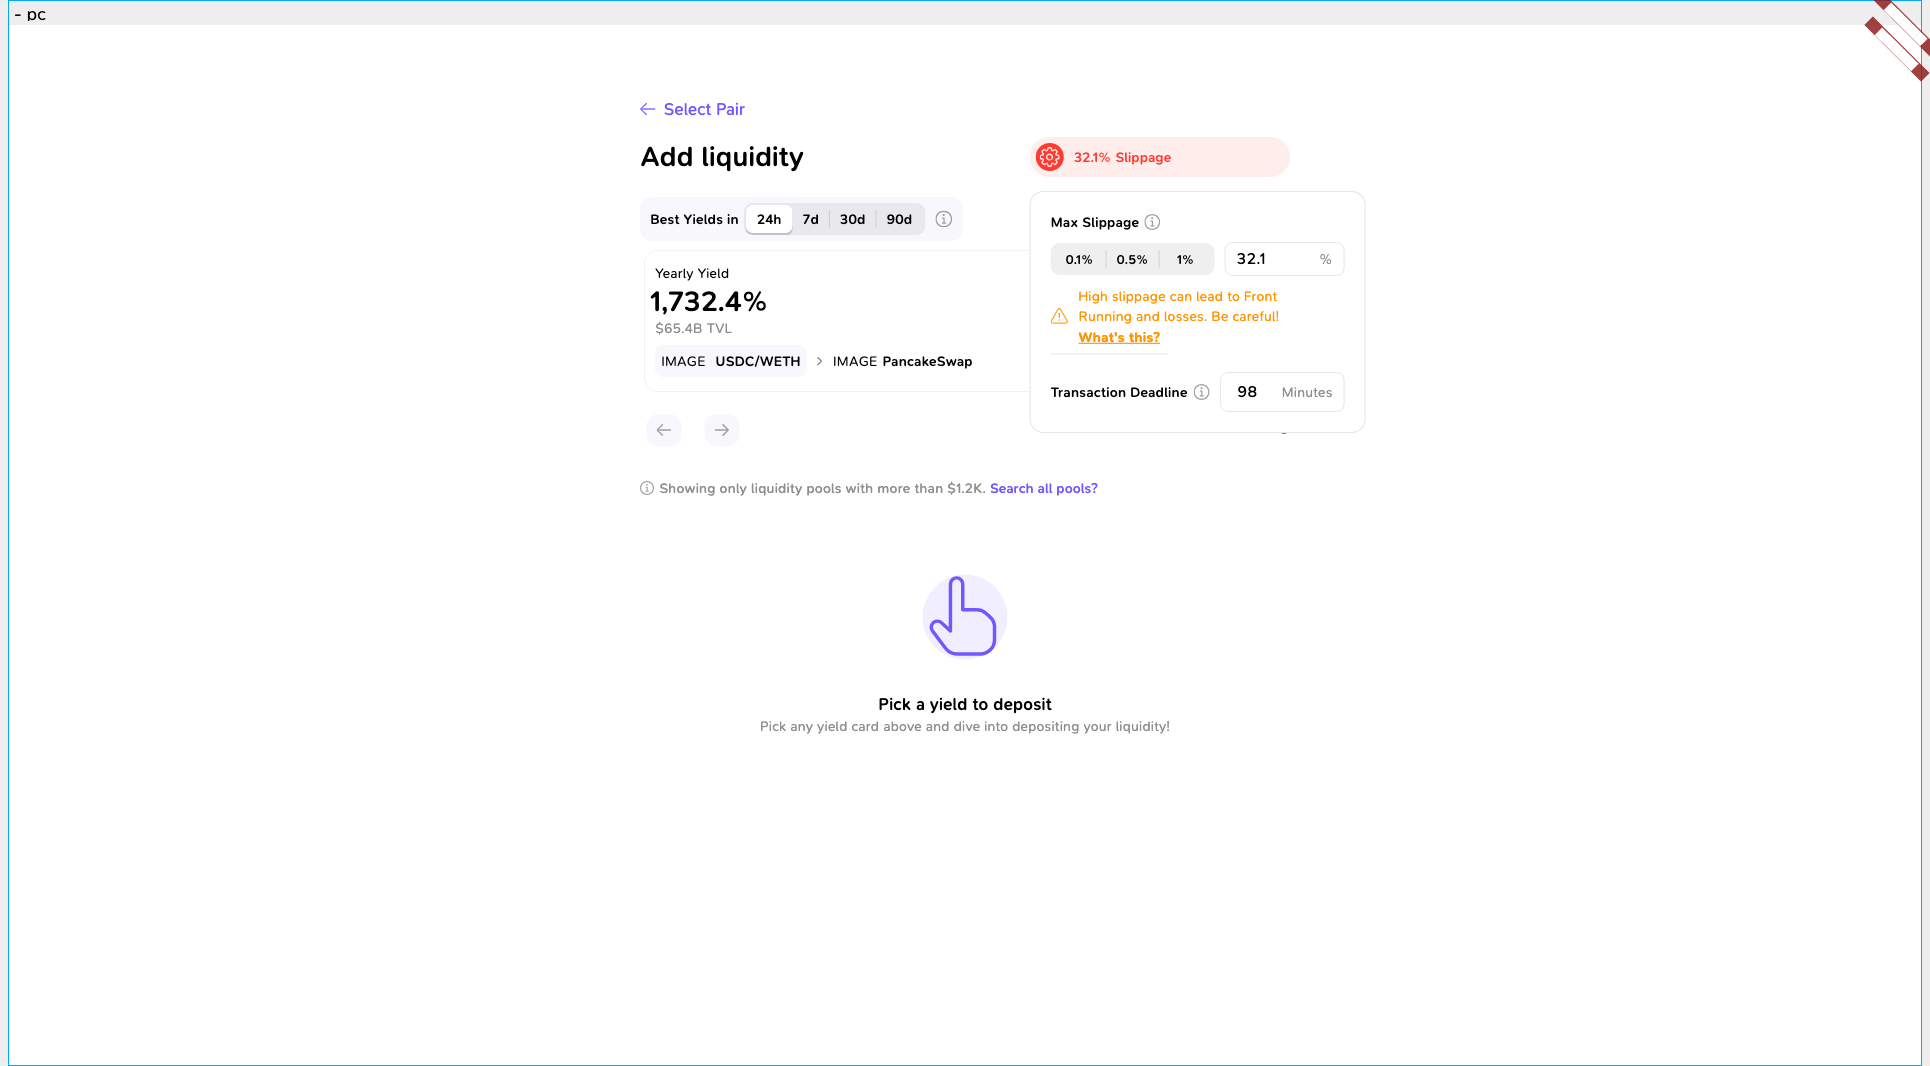 - pc
Select Pair
Add liquidity
32.1% Slippage
Best Yields in 24h 7d 30d 90d
Max Slippage
0.1% 0.5% 1% 32.1 %
Yearly Yield
1,732.4%
$65.4B TVL
IMAGE USDC/WETH IMAGE PancakeSwap
High slippage can lead to Front
Running and losses. Be careful!
What's this?
Transaction Deadline 98 Minutes
Showing only liquidity pools with more than $1.2K. Search all pools?
Pick a yield to deposit
Pick any yield card above and dive into depositing your liquidity!